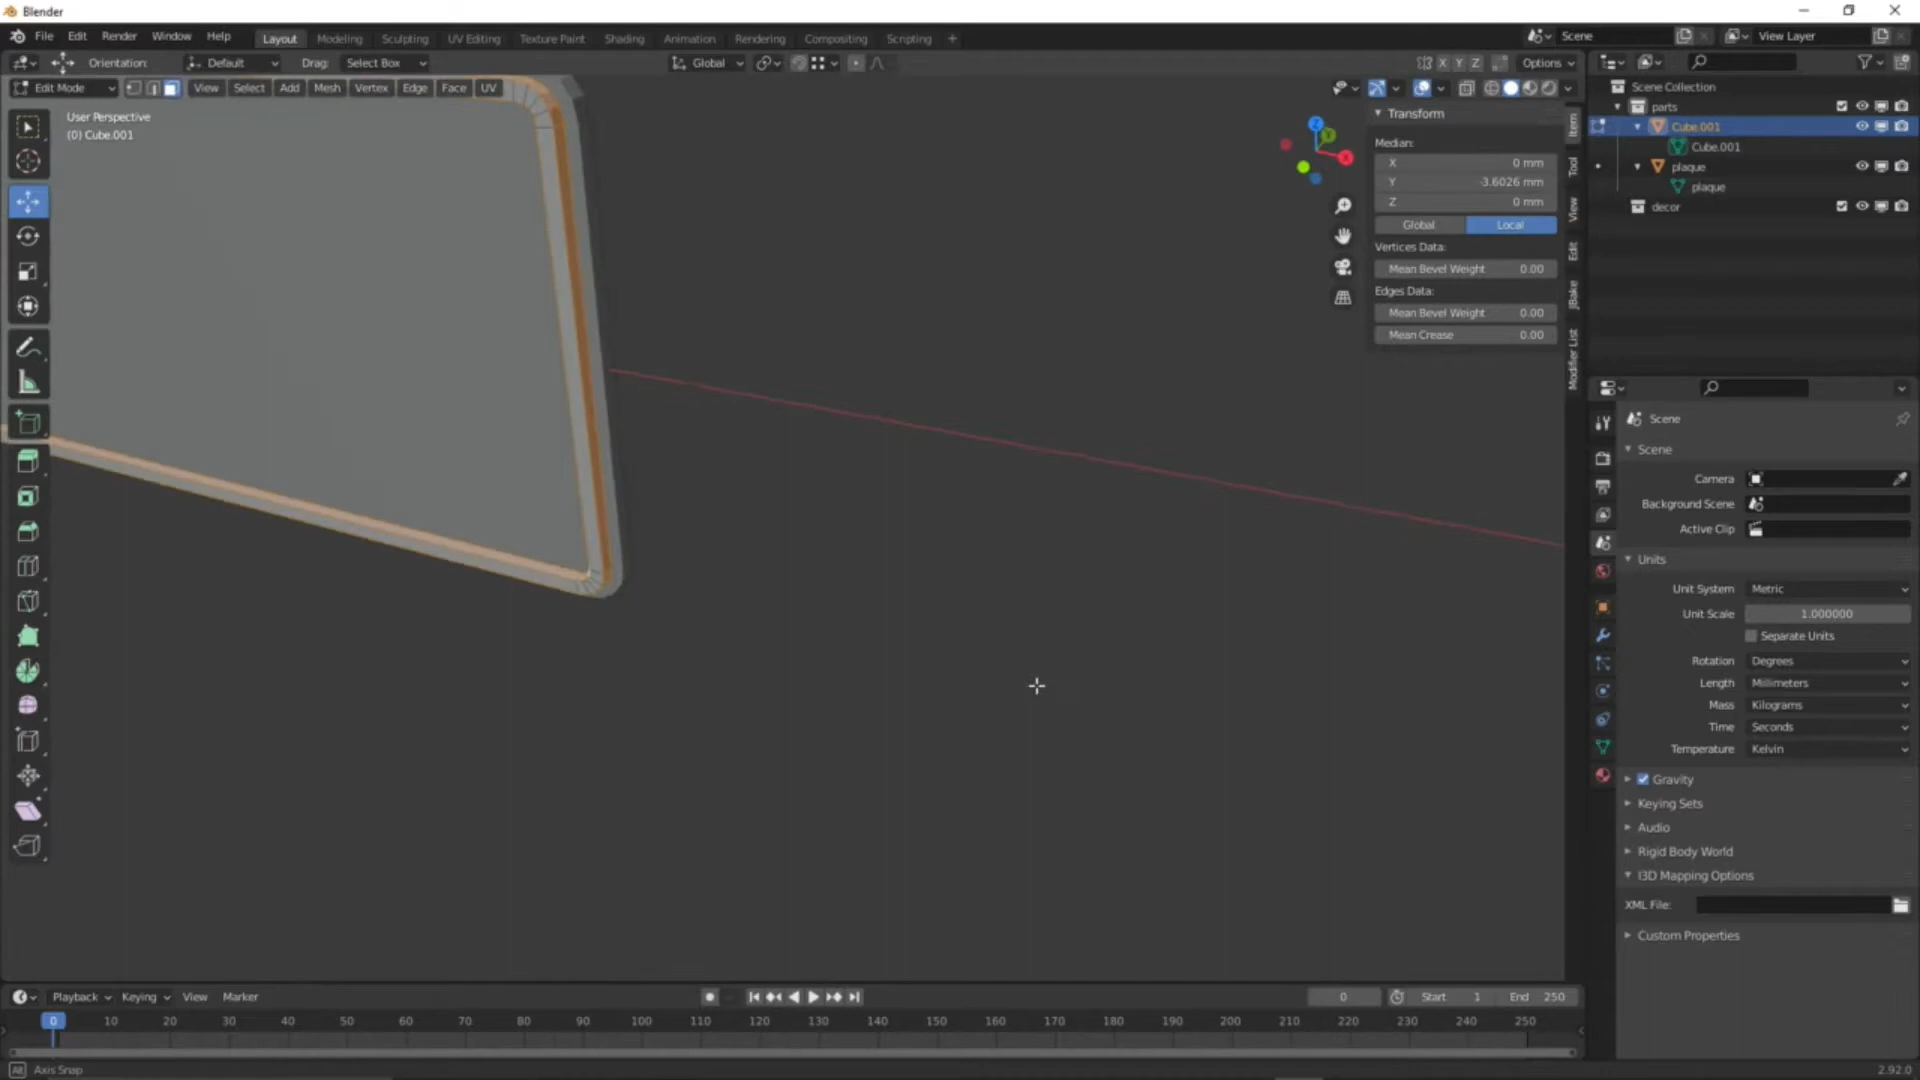 Blender
File Edit Render Window Help Layout Modeling Sculpting UV Editing Texture Paint Shading Animation Rendering Compositing Scripting + Scene View Layer
Orientation: Default Drag: Select Box Global X Y Z Options
Edit Mode View Select Add Mesh Vertex Edge Face UV
User Perspective
(0) Cube.001
Transform
Median:
X 0 mm
Y -3.6026 mm
Z 0 mm
Global Local
Vertices Data:
Mean Bevel Weight 0.00
Edges Data:
Mean Bevel Weight 0.00
Mean Crease 0.00
Item
Tool
View
Edit
JBake
Modifier List
Scene Collection
parts
Cube.001
Cube.001
plaque
plaque
decor
Scene
Scene
Camera
Background Scene
Active Clip
Units
Unit System Metric
Unit Scale 1.000000
Separate Units
Rotation Degrees
Length Millimeters
Mass Kilograms
Time Seconds
Temperature Kelvin
Gravity
Keying Sets
Audio
Rigid Body World
I3D Mapping Options
XML File:
Custom Properties
Playback Keying View Marker 0 Start 1 End 250
0 10 20 30 40 50 60 70 80 90 100 110 120 130 140 150 160 170 180 190 200 210 220 230 240 250
Alt Axis Snap 2.92.0